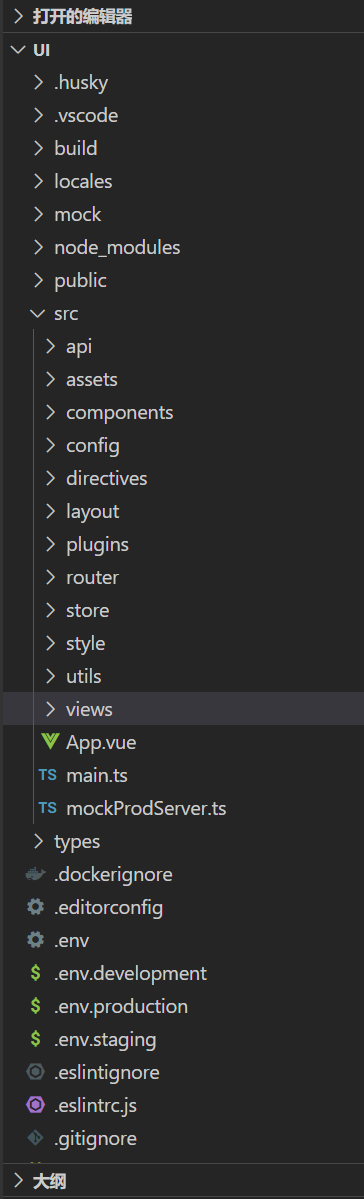 打开的编辑器
UI
.husky
.vscode
build
locales
mock
node_modules
public
src
api
assets
components
config
directives
layout
plugins
router
store
style
utils
views
App.vue
TS main.ts
TS mockProdServer.ts
types
.dockerignore
.editorconfig
.env
$ .env.development
$ .env.production
$ .env.staging
.eslintignore
.eslintrc.js
.gitignore
大纲